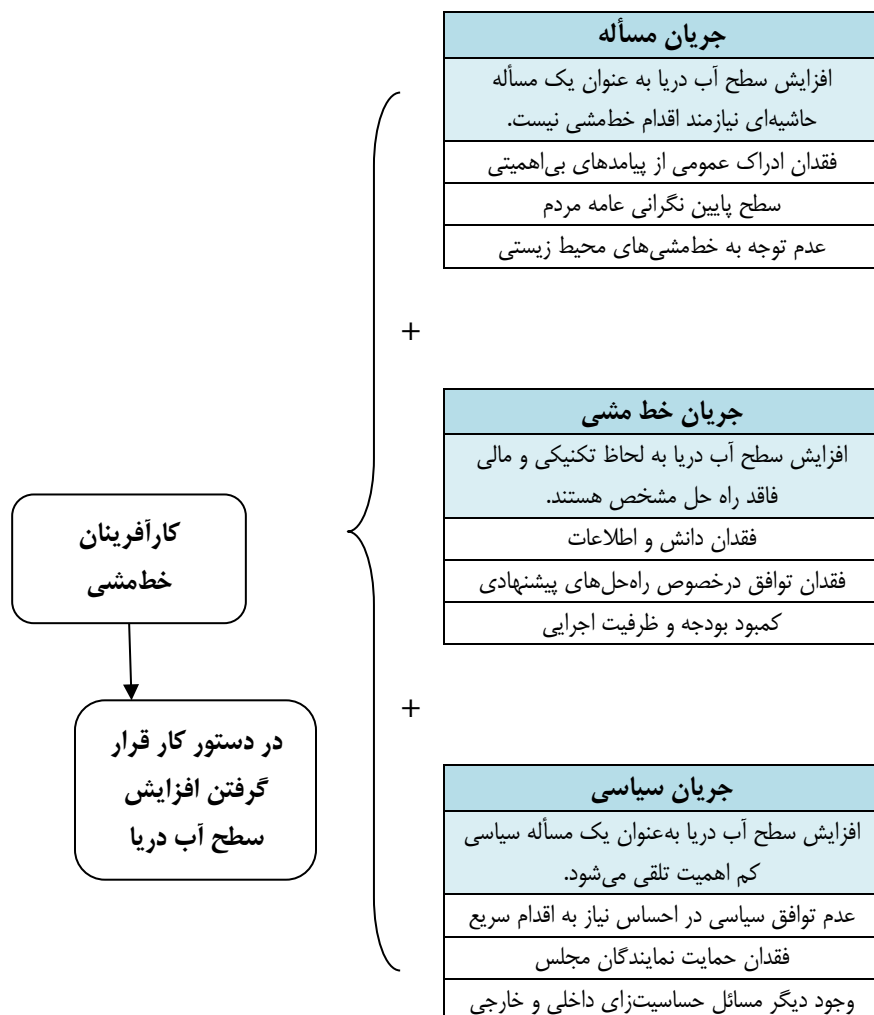 جریان مسأله
افزایش سطح آب دریا به عنوان یک مسأله
حاشیه‌ای نیازمند اقدام خط‌مشی نیست.
فقدان ادراک عمومی از پیامدهای بی‌اهمیتی
سطح پایین نگرانی عامه مردم
عدم توجه به خط‌مشی‌های محیط زیستی
+
جریان خط مشی
افزایش سطح آب دریا به لحاظ تکنیکی و مالی
فاقد راه حل مشخص هستند.
فقدان دانش و اطلاعات
فقدان توافق درخصوص راه‌حل‌های پیشنهادی
کمبود بودجه و ظرفیت اجرایی
+
جریان سیاسی
افزایش سطح آب دریا به‌عنوان یک مسأله سیاسی
کم اهمیت تلقی می‌شود.
عدم توافق سیاسی در احساس نیاز به اقدام سریع
فقدان حمایت نمایندگان مجلس
وجود دیگر مسائل حساسیت‌زای داخلی و خارجی
کارآفرینان
خط‌مشی
در دستور کار قرار
گرفتن افزایش
سطح آب دریا